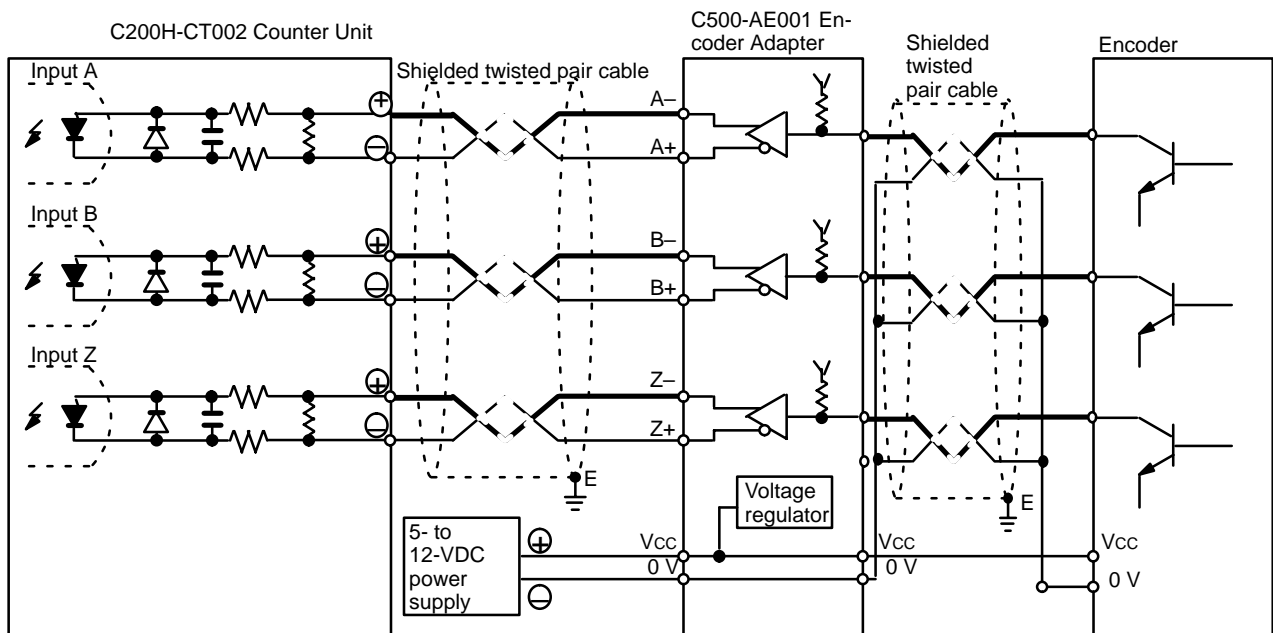 C200H-CT002 Counter Unit
C500-AE001 En-
coder Adapter
Shielded
twisted
pair cable
Encoder
Input A
Shielded twisted pair cable
A–
A+
Input B
B–
B+
Input Z
Z–
Z+
E
E
Voltage
regulator
5- to
12-VDC
power
supply
VCC
0 V
VCC
0 V
VCC
0 V